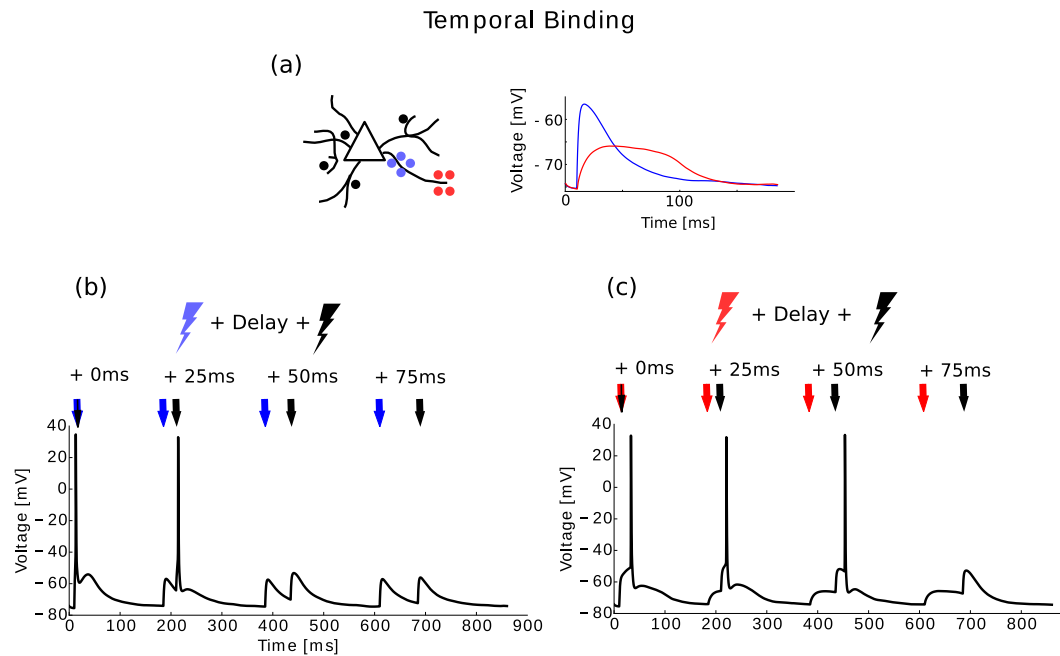 Temporal Binding
(a)
Voltage [mV]
- 60
- 70
0
100
Time [ms]
(b)
+ Delay +
+ 0ms
+ 25ms
+ 50ms
+ 75ms
Voltage [mV]
40
20
0
−20
−40
−60
−80
0
100
200
300
400
500
600
700
800
900
Time [ms]
(c)
+ Delay +
+ 0ms
+ 25ms
+ 50ms
+ 75ms
Voltage [mV]
40
20
0
−20
−40
−60
−80
0
100
200
300
400
500
600
700
800